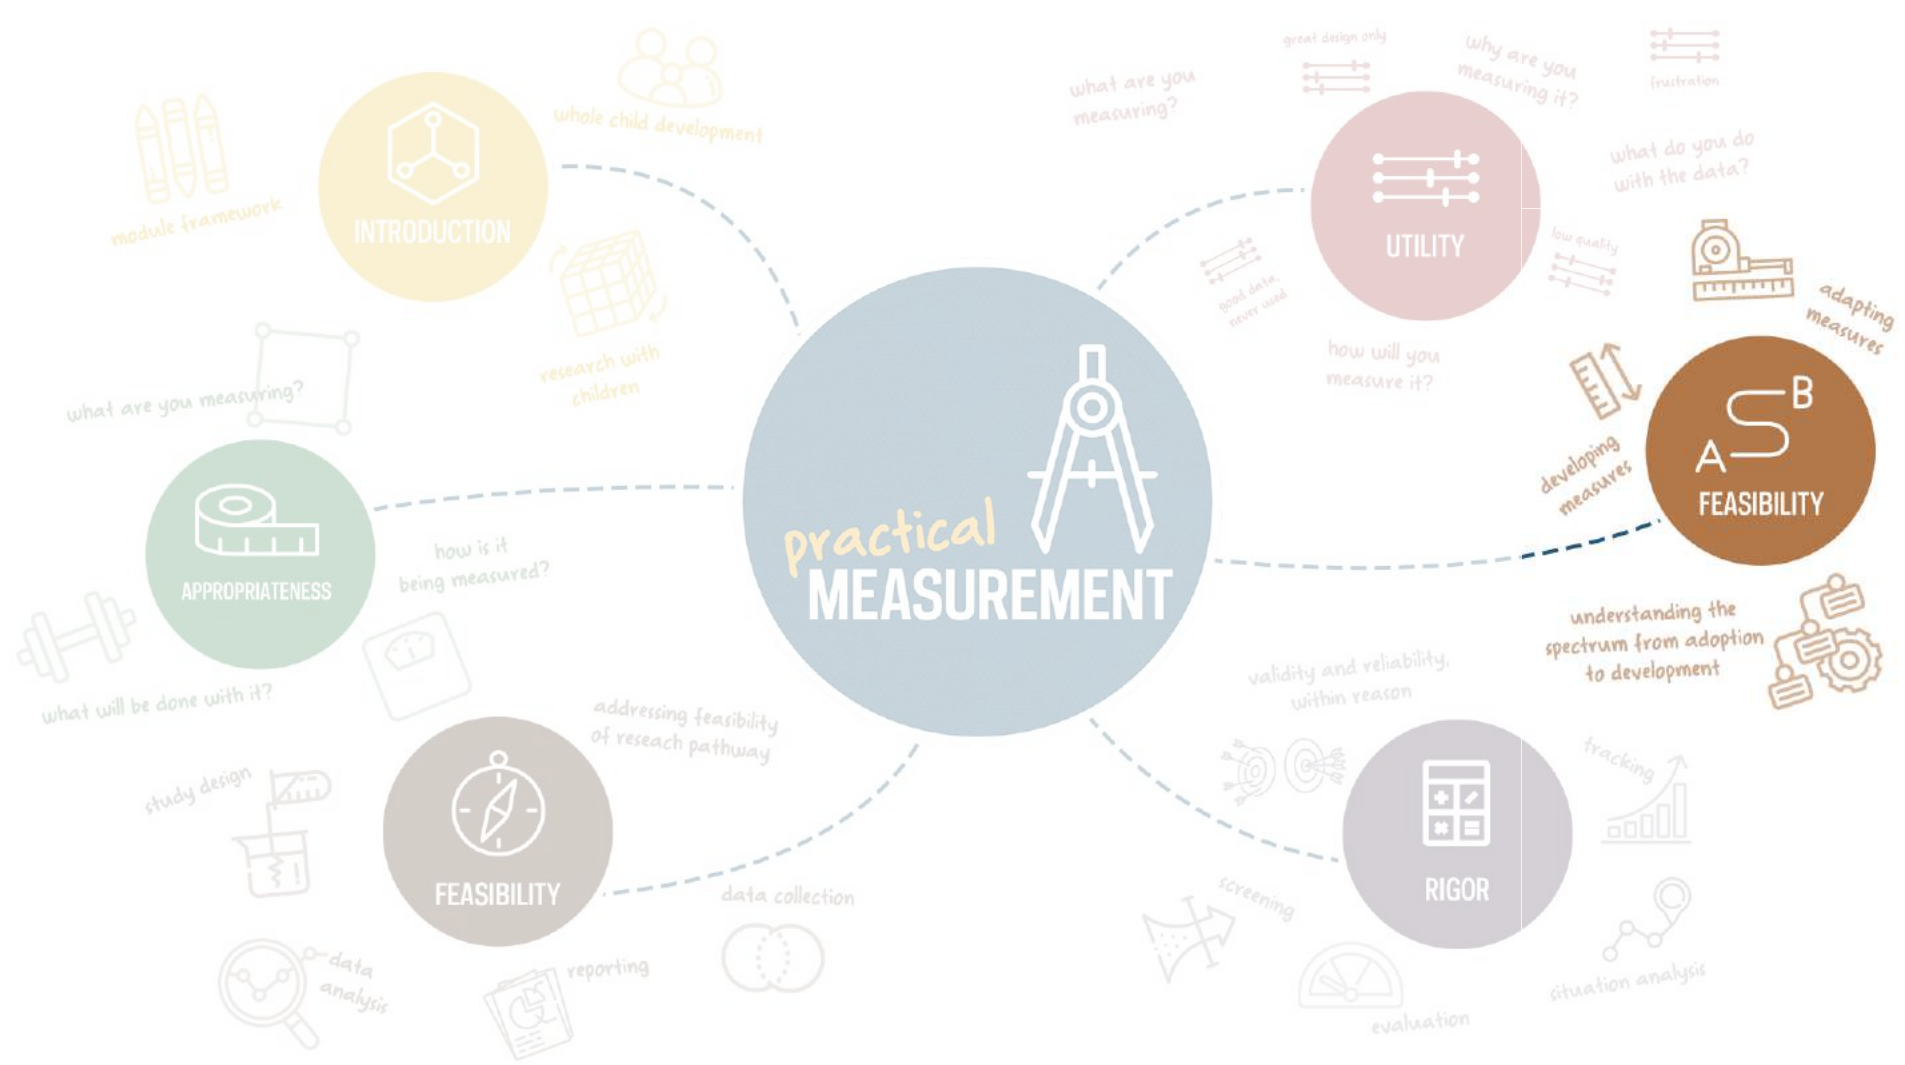 whole child development
module framework
INTRODUCTION
research with
children
what are you
measuring?
great design only
why are you
measuring it?
frustration
UTILITY
what do you do
with the data?
low quality
good data,
never used
how will you
measure it?
adapting
measures
developing
measures
A
B
FEASIBILITY
understanding the
spectrum from adoption
to development
practical
MEASUREMENT
what are you measuring?
APPROPRIATENESS
how is it
being measured?
what will be done with it?
addressing feasibility
of reseach pathway
study design
FEASIBILITY
data collection
data
analysis
reporting
validity and reliability,
within reason
tracking
RIGOR
screening
evaluation
situation analysis